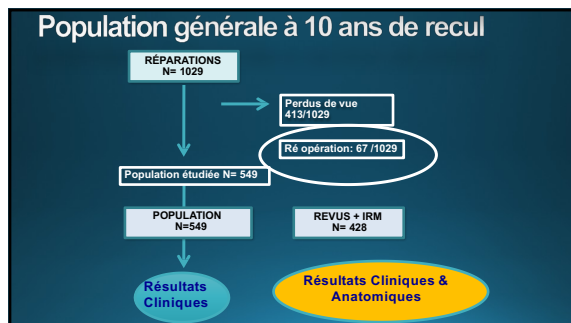 Population générale à 10 ans de recul
RÉPARATIONS
N= 1029
Perdus de vue
413/1029
Ré opération: 67 /1029
Population étudiée N= 549
POPULATION
N=549
REVUS + IRM
N= 428
Résultats
Cliniques
Résultats Cliniques &
Anatomiques